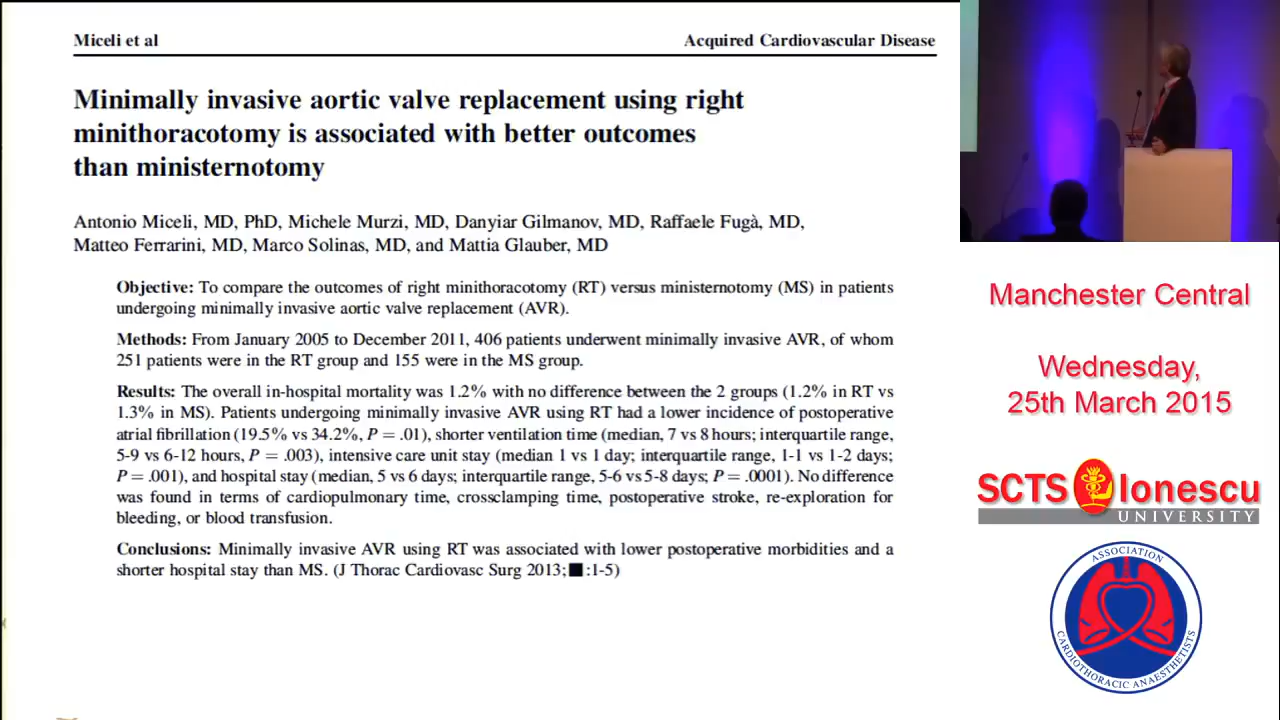 Miceli et al
Acquired Cardiovascular Disease
Minimally invasive aortic valve replacement using right
minithoracotomy is associated with better outcomes
than ministernotomy
Antonio Miceli, MD, PhD, Michele Murzi, MD, Danyiar Gilmanov, MD, Raffaele Fugà, MD,
Matteo Ferrarini, MD, Marco Solinas, MD, and Mattia Glauber, MD
Objective: To compare the outcomes of right minithoracotomy (RT) versus ministernotomy (MS) in patients
undergoing minimally invasive aortic valve replacement (AVR).
Methods: From January 2005 to December 2011, 406 patients underwent minimally invasive AVR, of whom
251 patients were in the RT group and 155 were in the MS group.
Results: The overall in-hospital mortality was 1.2% with no difference between the 2 groups (1.2% in RT vs
1.3% in MS). Patients undergoing minimally invasive AVR using RT had a lower incidence of postoperative
atrial fibrillation (19.5% vs 34.2%, P = .01), shorter ventilation time (median, 7 vs 8 hours; interquartile range,
5-9 vs 6-12 hours, P = .003), intensive care unit stay (median 1 vs 1 day; interquartile range, 1-1 vs 1-2 days;
P = .001), and hospital stay (median, 5 vs 6 days; interquartile range, 5-6 vs 5-8 days; P = .0001). No difference
was found in terms of cardiopulmonary time, crossclamping time, postoperative stroke, re-exploration for
bleeding, or blood transfusion.
Conclusions: Minimally invasive AVR using RT was associated with lower postoperative morbidities and a
shorter hospital stay than MS. (J Thorac Cardiovasc Surg 2013;■:1-5)
Manchester Central
Wednesday,
25th March 2015
SCTS Ionescu
UNIVERSITY
ASSOCIATION
CARDIOTHORACIC ANAESTHETISTS